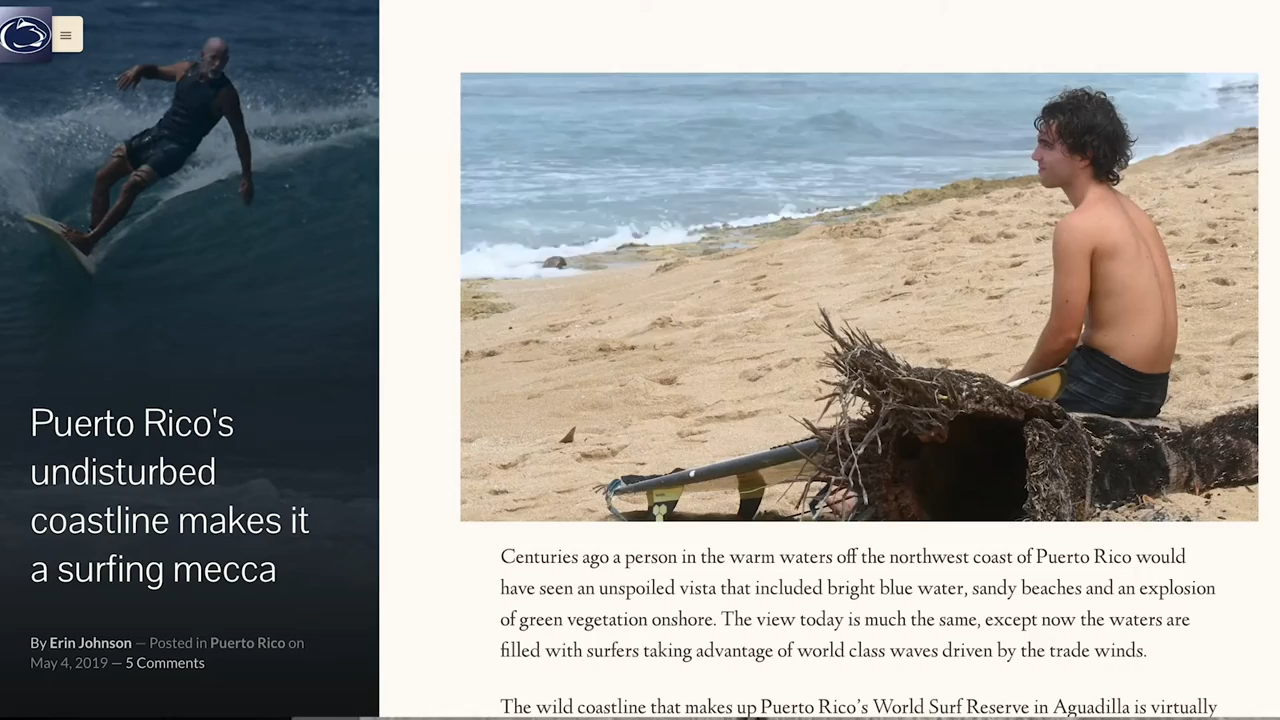 Puerto Rico's
undisturbed
coastline makes it
a surfing mecca
By Erin Johnson — Posted in Puerto Rico on
May 4, 2019 — 5 Comments
Centuries ago a person in the warm waters off the northwest coast of Puerto Rico would
have seen an unspoiled vista that included bright blue water, sandy beaches and an explosion
of green vegetation onshore. The view today is much the same, except now the waters are
filled with surfers taking advantage of world class waves driven by the trade winds.
The wild coastline that makes up Puerto Rico’s World Surf Reserve in Aguadilla is virtually